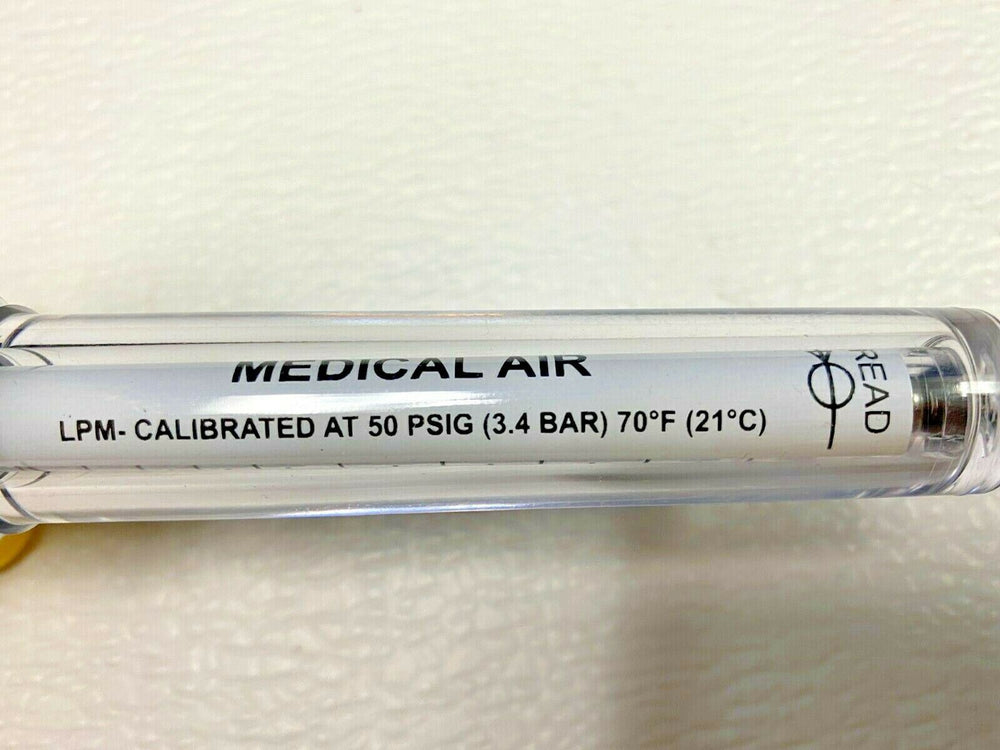 MEDICAL AIR
LPM- CALIBRATED AT 50 PSIG (3.4 BAR) 70°F (21°C)
READ